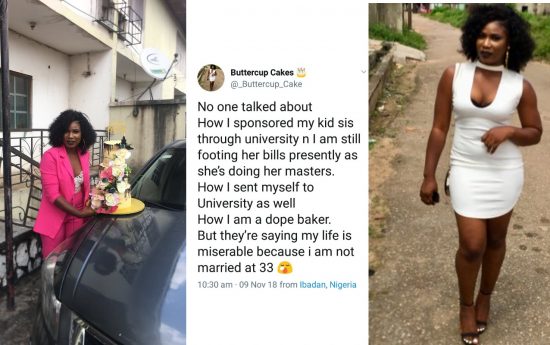 Buttercup Cakes 🎂
@_Buttercup_Cake
No one talked about
How I sponsored my kid sis
through university n I am still
footing her bills presently as
she's doing her masters.
How I sent myself to
University as well
How I am a dope baker.
But they're saying my life is
miserable because i am not
married at 33 🤔
10:30 am · 09 Nov 18 from Ibadan, Nigeria